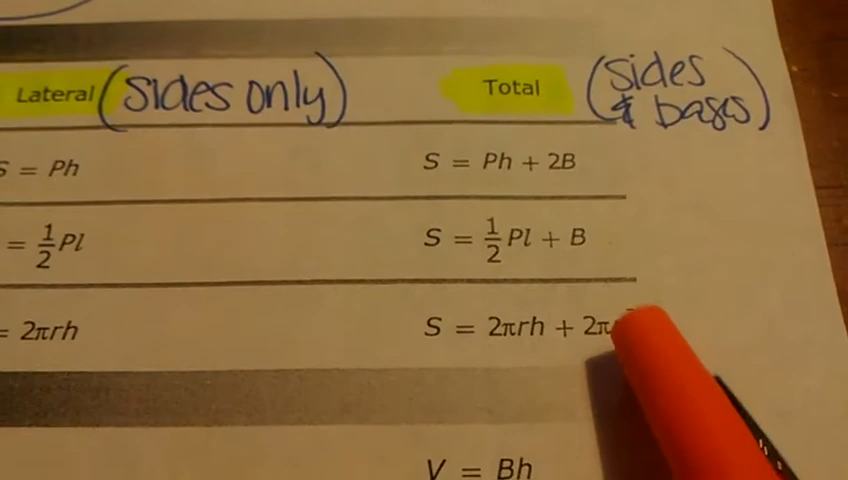 Lateral (sides only) Total (sides & bases)
S = Ph S = Ph + 2B
= 1/2 Pl S = 1/2 Pl + B
= 2πrh S = 2πrh + 2π
V = Bh